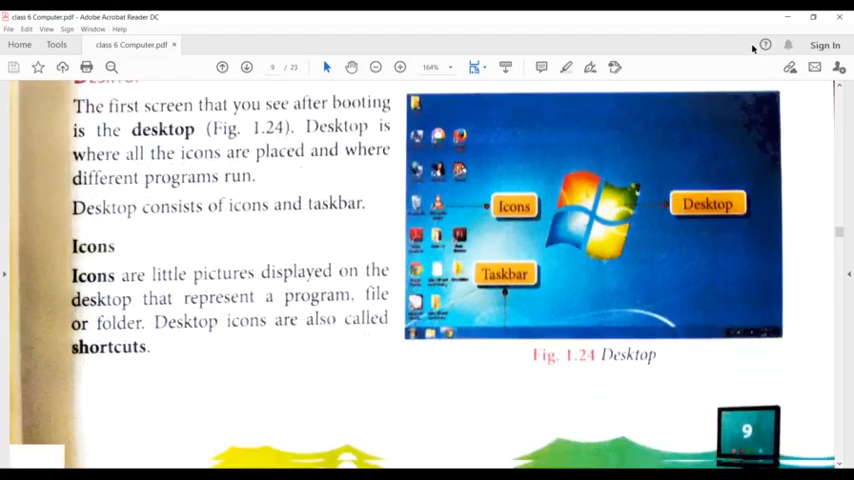 class 6 Computer.pdf - Adobe Acrobat Reader DC
File Edit View Sign Window Help
Home Tools class 6 Computer.pdf × Sign In
9 / 23 164%
The first screen that you see after booting
is the desktop (Fig. 1.24). Desktop is
where all the icons are placed and where
different programs run.
Desktop consists of icons and taskbar.
Icons
Icons are little pictures displayed on the
desktop that represent a program, file
or folder. Desktop icons are also called
shortcuts.
Icons
Desktop
Taskbar
Fig. 1.24 Desktop
9